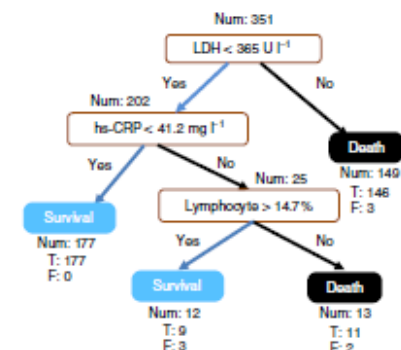 Num: 351
LDH < 365 U l⁻¹
Yes
No
Num: 202
hs-CRP < 41.2 mg l⁻¹
Death
Num: 149
T: 146
F: 3
Yes
No
Num: 25
Survival
Num: 177
T: 177
F: 0
Lymphocyte > 14.7%
Yes
No
Survival
Num: 12
T: 9
F: 3
Death
Num: 13
T: 11
F: 2